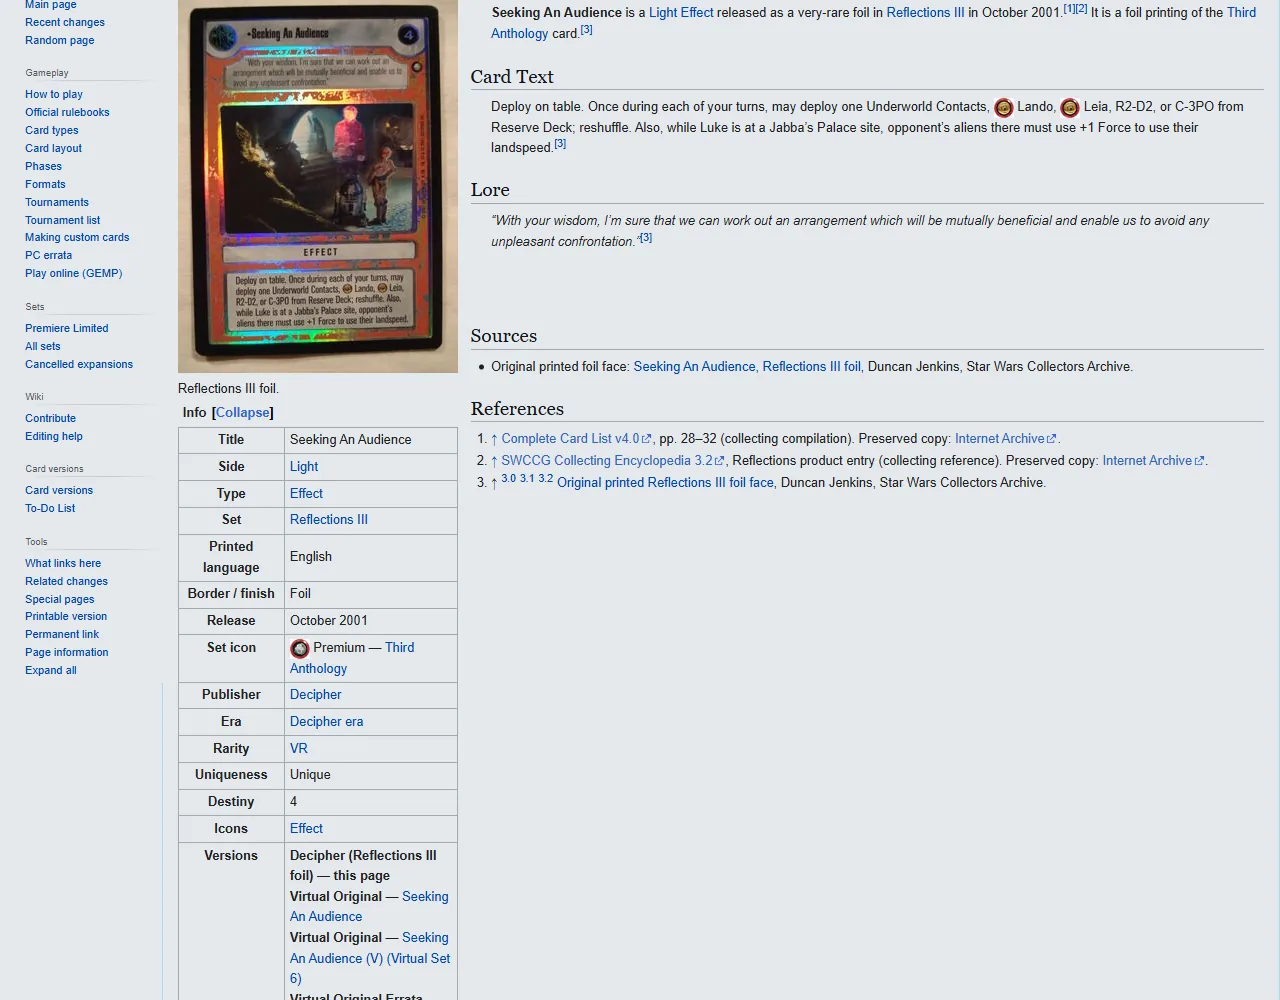 Main page
Recent changes
Random page
Gameplay
How to play
Official rulebooks
Card types
Card layout
Phases
Formats
Tournaments
Tournament list
Making custom cards
PC errata
Play online (GEMP)
Sets
Premiere Limited
All sets
Cancelled expansions
Wiki
Contribute
Editing help
Card versions
Card versions
To-Do List
Tools
What links here
Related changes
Special pages
Printable version
Permanent link
Page information
Expand all
•Seeking An Audience
4
"With your wisdom, I'm sure that we can work out an
arrangement which will be mutually beneficial and enable us to
avoid any unpleasant confrontation."
EFFECT
Deploy on table. Once during each of your turns, may
deploy one Underworld Contacts, Lando, Leia,
R2-D2, or C-3PO from Reserve Deck; reshuffle. Also,
while Luke is at a Jabba's Palace site, opponent's
aliens there must use +1 Force to use their landspeed.
Reflections III foil.
Info [Collapse]
Title Seeking An Audience
Side Light
Type Effect
Set Reflections III
Printed
language English
Border / finish Foil
Release October 2001
Set icon Premium — Third
Anthology
Publisher Decipher
Era Decipher era
Rarity VR
Uniqueness Unique
Destiny 4
Icons Effect
Versions Decipher (Reflections III
foil) — this page
Virtual Original — Seeking
An Audience
Virtual Original — Seeking
An Audience (V) (Virtual Set
6)
Virtual Original Errata
Seeking An Audience is a Light Effect released as a very-rare foil in Reflections III in October 2001.[1][2] It is a foil printing of the Third
Anthology card.[3]
Card Text
Deploy on table. Once during each of your turns, may deploy one Underworld Contacts, Lando, Leia, R2-D2, or C-3PO from
Reserve Deck; reshuffle. Also, while Luke is at a Jabba’s Palace site, opponent’s aliens there must use +1 Force to use their
landspeed.[3]
Lore
“With your wisdom, I’m sure that we can work out an arrangement which will be mutually beneficial and enable us to avoid any
unpleasant confrontation.”[3]
Sources
• Original printed foil face: Seeking An Audience, Reflections III foil, Duncan Jenkins, Star Wars Collectors Archive.
References
1. ↑ Complete Card List v4.0, pp. 28–32 (collecting compilation). Preserved copy: Internet Archive.
2. ↑ SWCCG Collecting Encyclopedia 3.2, Reflections product entry (collecting reference). Preserved copy: Internet Archive.
3. ↑ 3.0 3.1 3.2 Original printed Reflections III foil face, Duncan Jenkins, Star Wars Collectors Archive.